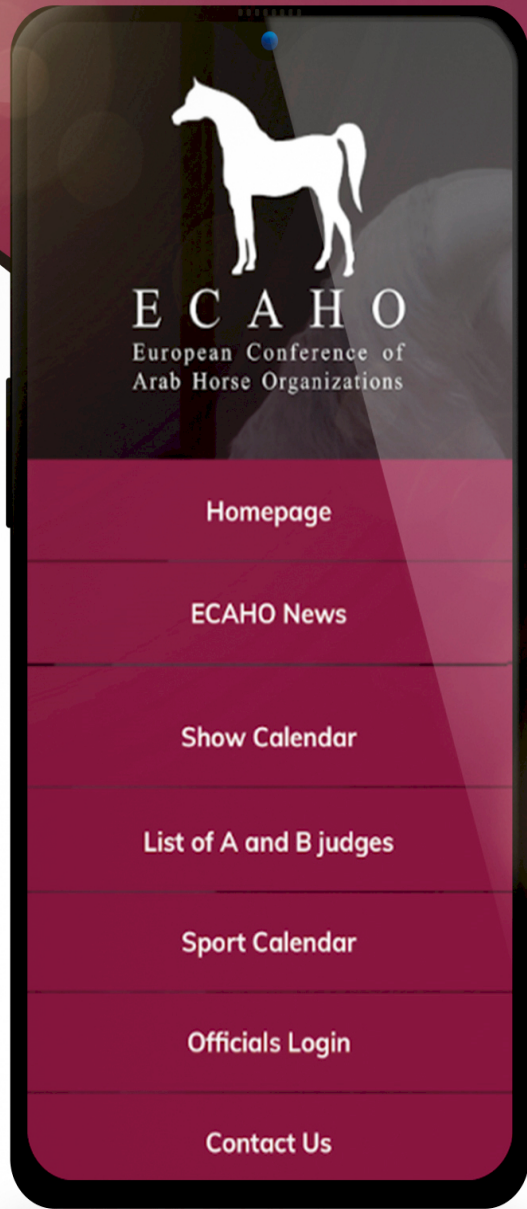 ECAHO
European Conference of
Arab Horse Organizations
Homepage
ECAHO News
Show Calendar
List of A and B judges
Sport Calendar
Officials Login
Contact Us